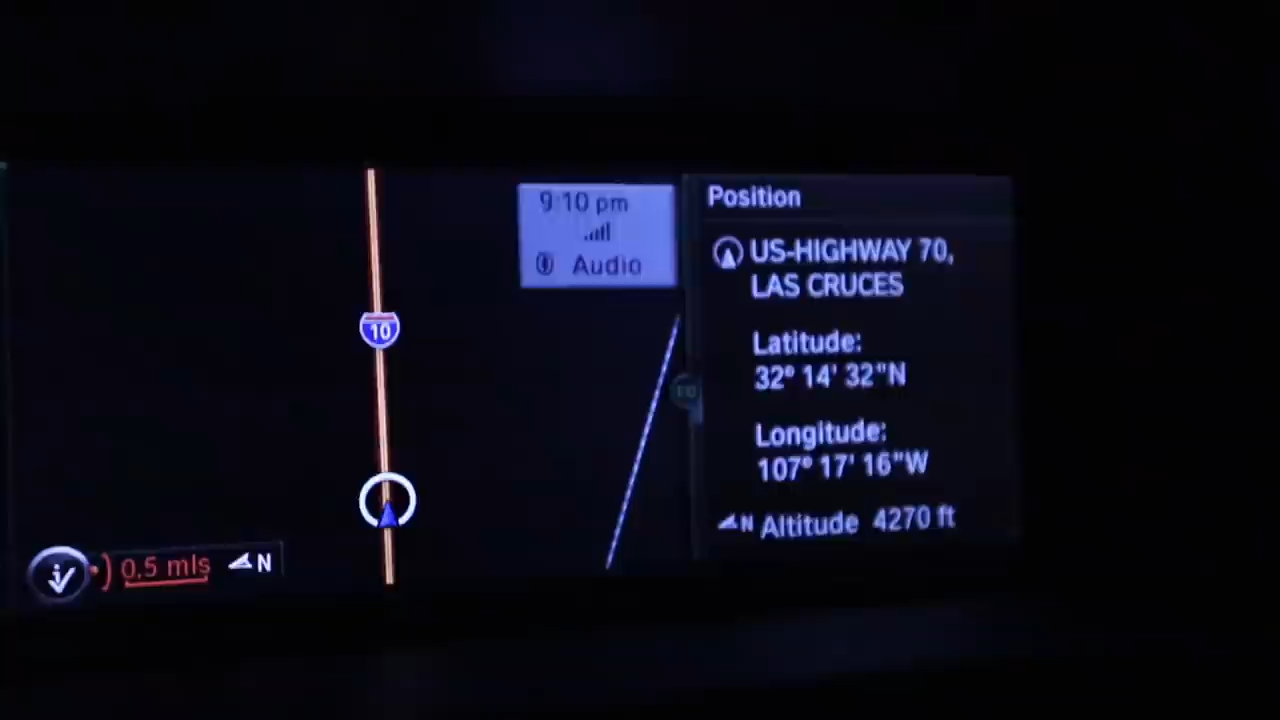 9:10 pm
Audio
10
0.5 mls
N
Position
US-HIGHWAY 70,
LAS CRUCES
Latitude:
32° 14' 32"N
Longitude:
107° 17' 16"W
N Altitude 4270 ft